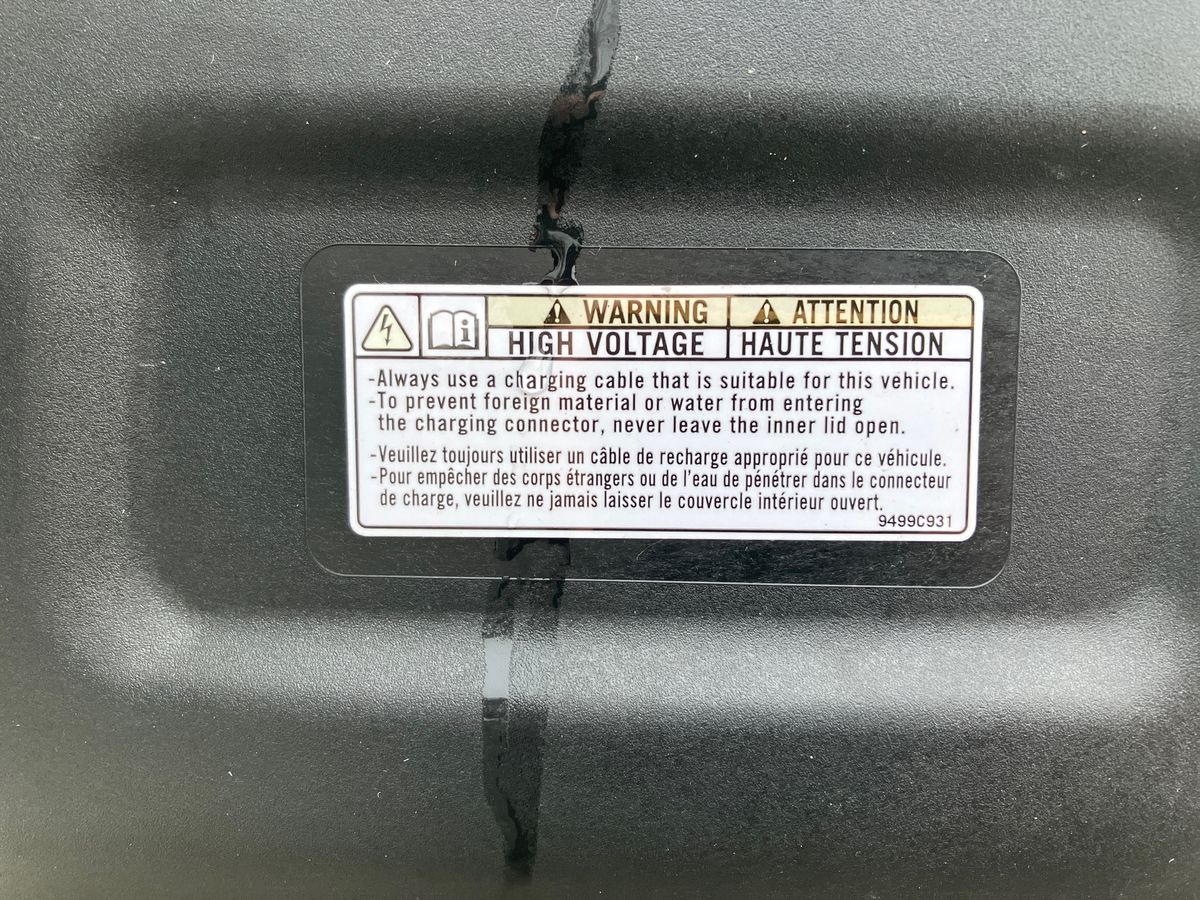 WARNING
HIGH VOLTAGE
ATTENTION
HAUTE TENSION
-Always use a charging cable that is suitable for this vehicle.
-To prevent foreign material or water from entering
the charging connector, never leave the inner lid open.
-Veuillez toujours utiliser un câble de recharge approprié pour ce véhicule.
-Pour empêcher des corps étrangers ou de l'eau de pénétrer dans le connecteur
de charge, veuillez ne jamais laisser le couvercle intérieur ouvert.
9499C931